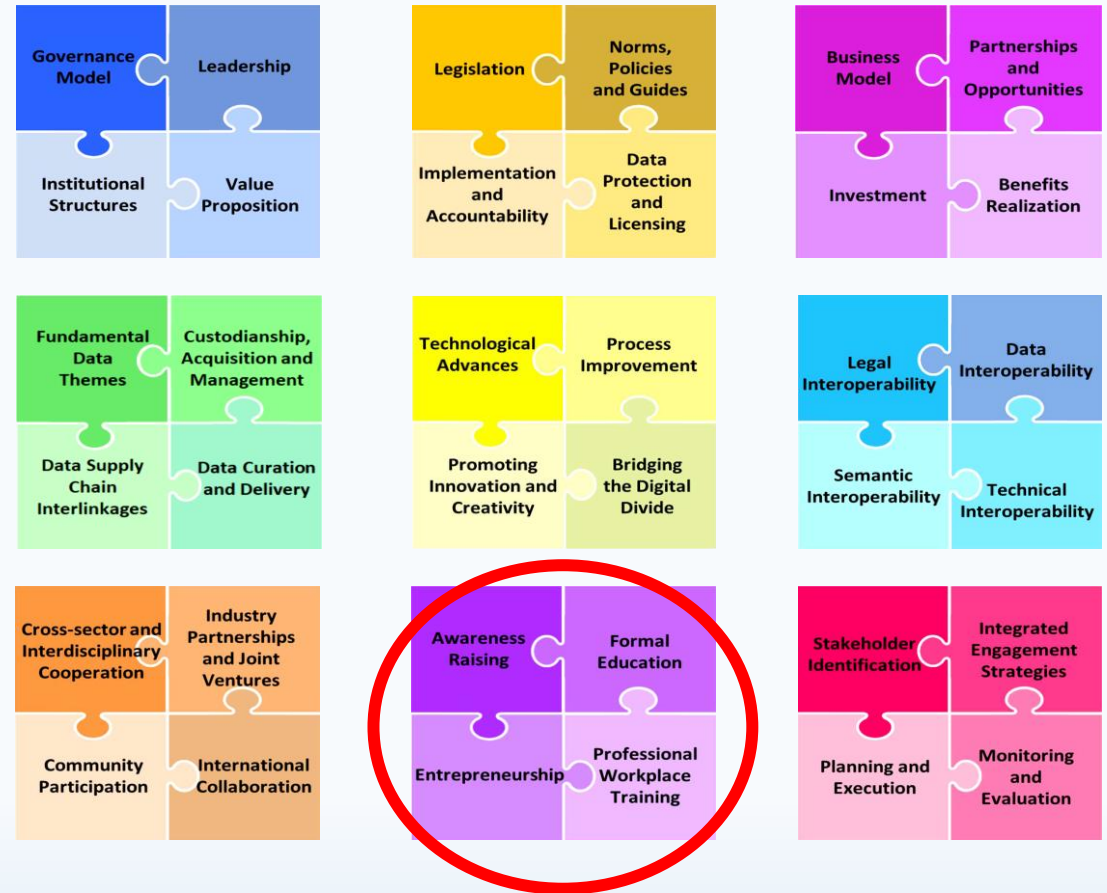 Governance
Model
Leadership
Institutional
Structures
Value
Proposition
Legislation
Norms,
Policies
and Guides
Implementation
and
Accountability
Data
Protection
and
Licensing
Business
Model
Partnerships
and
Opportunities
Investment
Benefits
Realization
Fundamental
Data
Themes
Custodianship,
Acquisition and
Management
Data Supply
Chain
Interlinkages
Data Curation
and Delivery
Technological
Advances
Process
Improvement
Promoting
Innovation and
Creativity
Bridging
the Digital
Divide
Legal
Interoperability
Data
Interoperability
Semantic
Interoperability
Technical
Interoperability
Cross-sector and
Interdisciplinary
Cooperation
Industry
Partnerships
and Joint
Ventures
Community
Participation
International
Collaboration
Awareness
Raising
Formal
Education
Entrepreneurship
Professional
Workplace
Training
Stakeholder
Identification
Integrated
Engagement
Strategies
Planning and
Execution
Monitoring
and
Evaluation